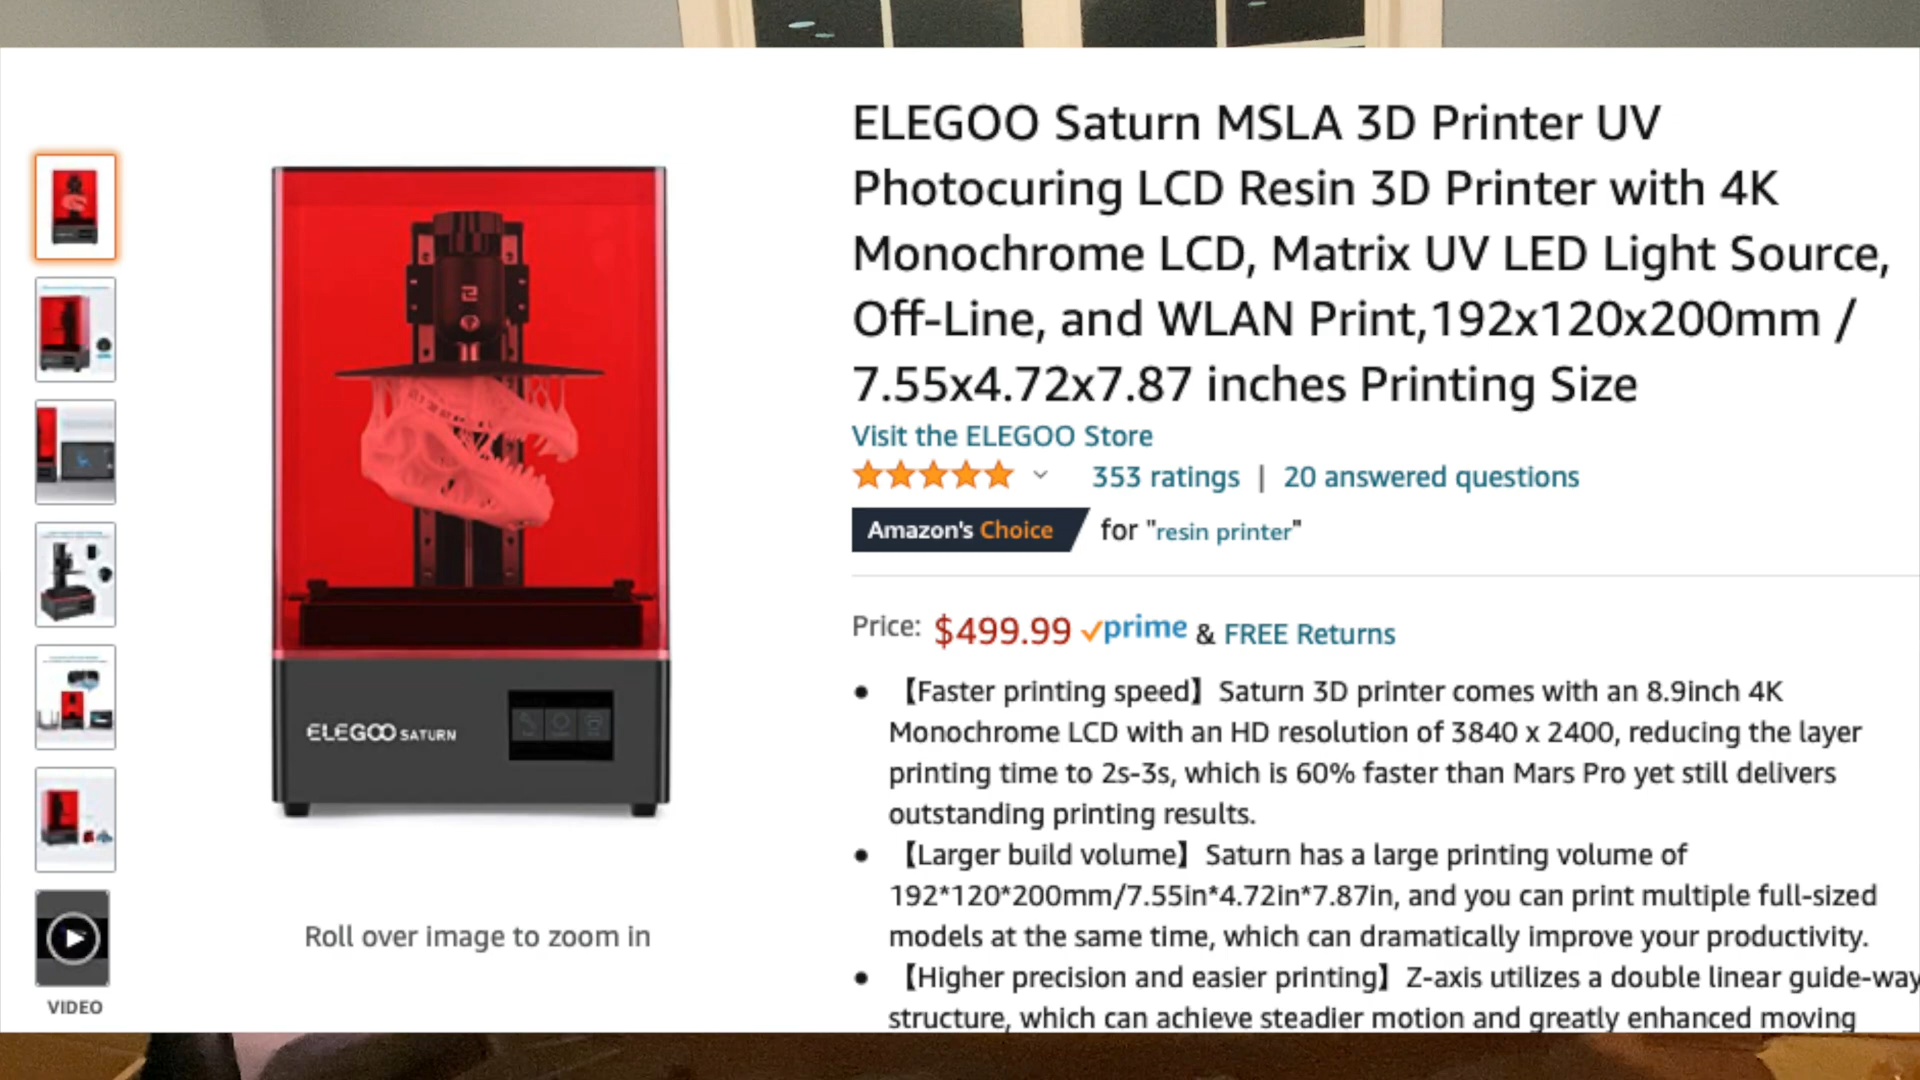 ELEGOO Saturn MSLA 3D Printer UV
Photocuring LCD Resin 3D Printer with 4K
Monochrome LCD, Matrix UV LED Light Source,
Off-Line, and WLAN Print,192x120x200mm /
7.55x4.72x7.87 inches Printing Size
Visit the ELEGOO Store
353 ratings | 20 answered questions
Amazon's Choice for "resin printer"
Price: $499.99 prime & FREE Returns
• 【Faster printing speed】Saturn 3D printer comes with an 8.9inch 4K
Monochrome LCD with an HD resolution of 3840 x 2400, reducing the layer
printing time to 2s-3s, which is 60% faster than Mars Pro yet still delivers
outstanding printing results.
• 【Larger build volume】Saturn has a large printing volume of
192*120*200mm/7.55in*4.72in*7.87in, and you can print multiple full-sized
models at the same time, which can dramatically improve your productivity.
• 【Higher precision and easier printing】Z-axis utilizes a double linear guide-way
structure, which can achieve steadier motion and greatly enhanced moving
ELEGOO SATURN
Roll over image to zoom in
VIDEO